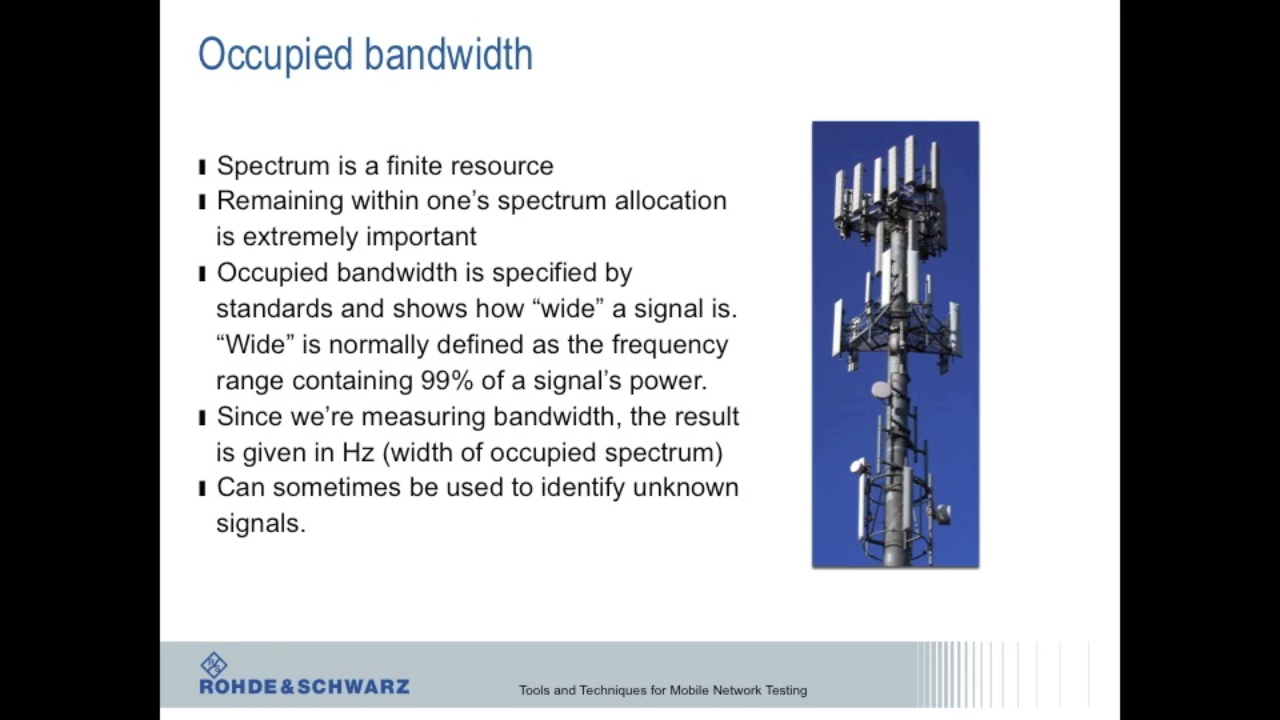 Occupied bandwidth
Spectrum is a finite resource
Remaining within one’s spectrum allocation
is extremely important
Occupied bandwidth is specified by
standards and shows how “wide” a signal is.
“Wide” is normally defined as the frequency
range containing 99% of a signal’s power.
Since we’re measuring bandwidth, the result
is given in Hz (width of occupied spectrum)
Can sometimes be used to identify unknown
signals.
R&S
ROHDE&SCHWARZ
Tools and Techniques for Mobile Network Testing